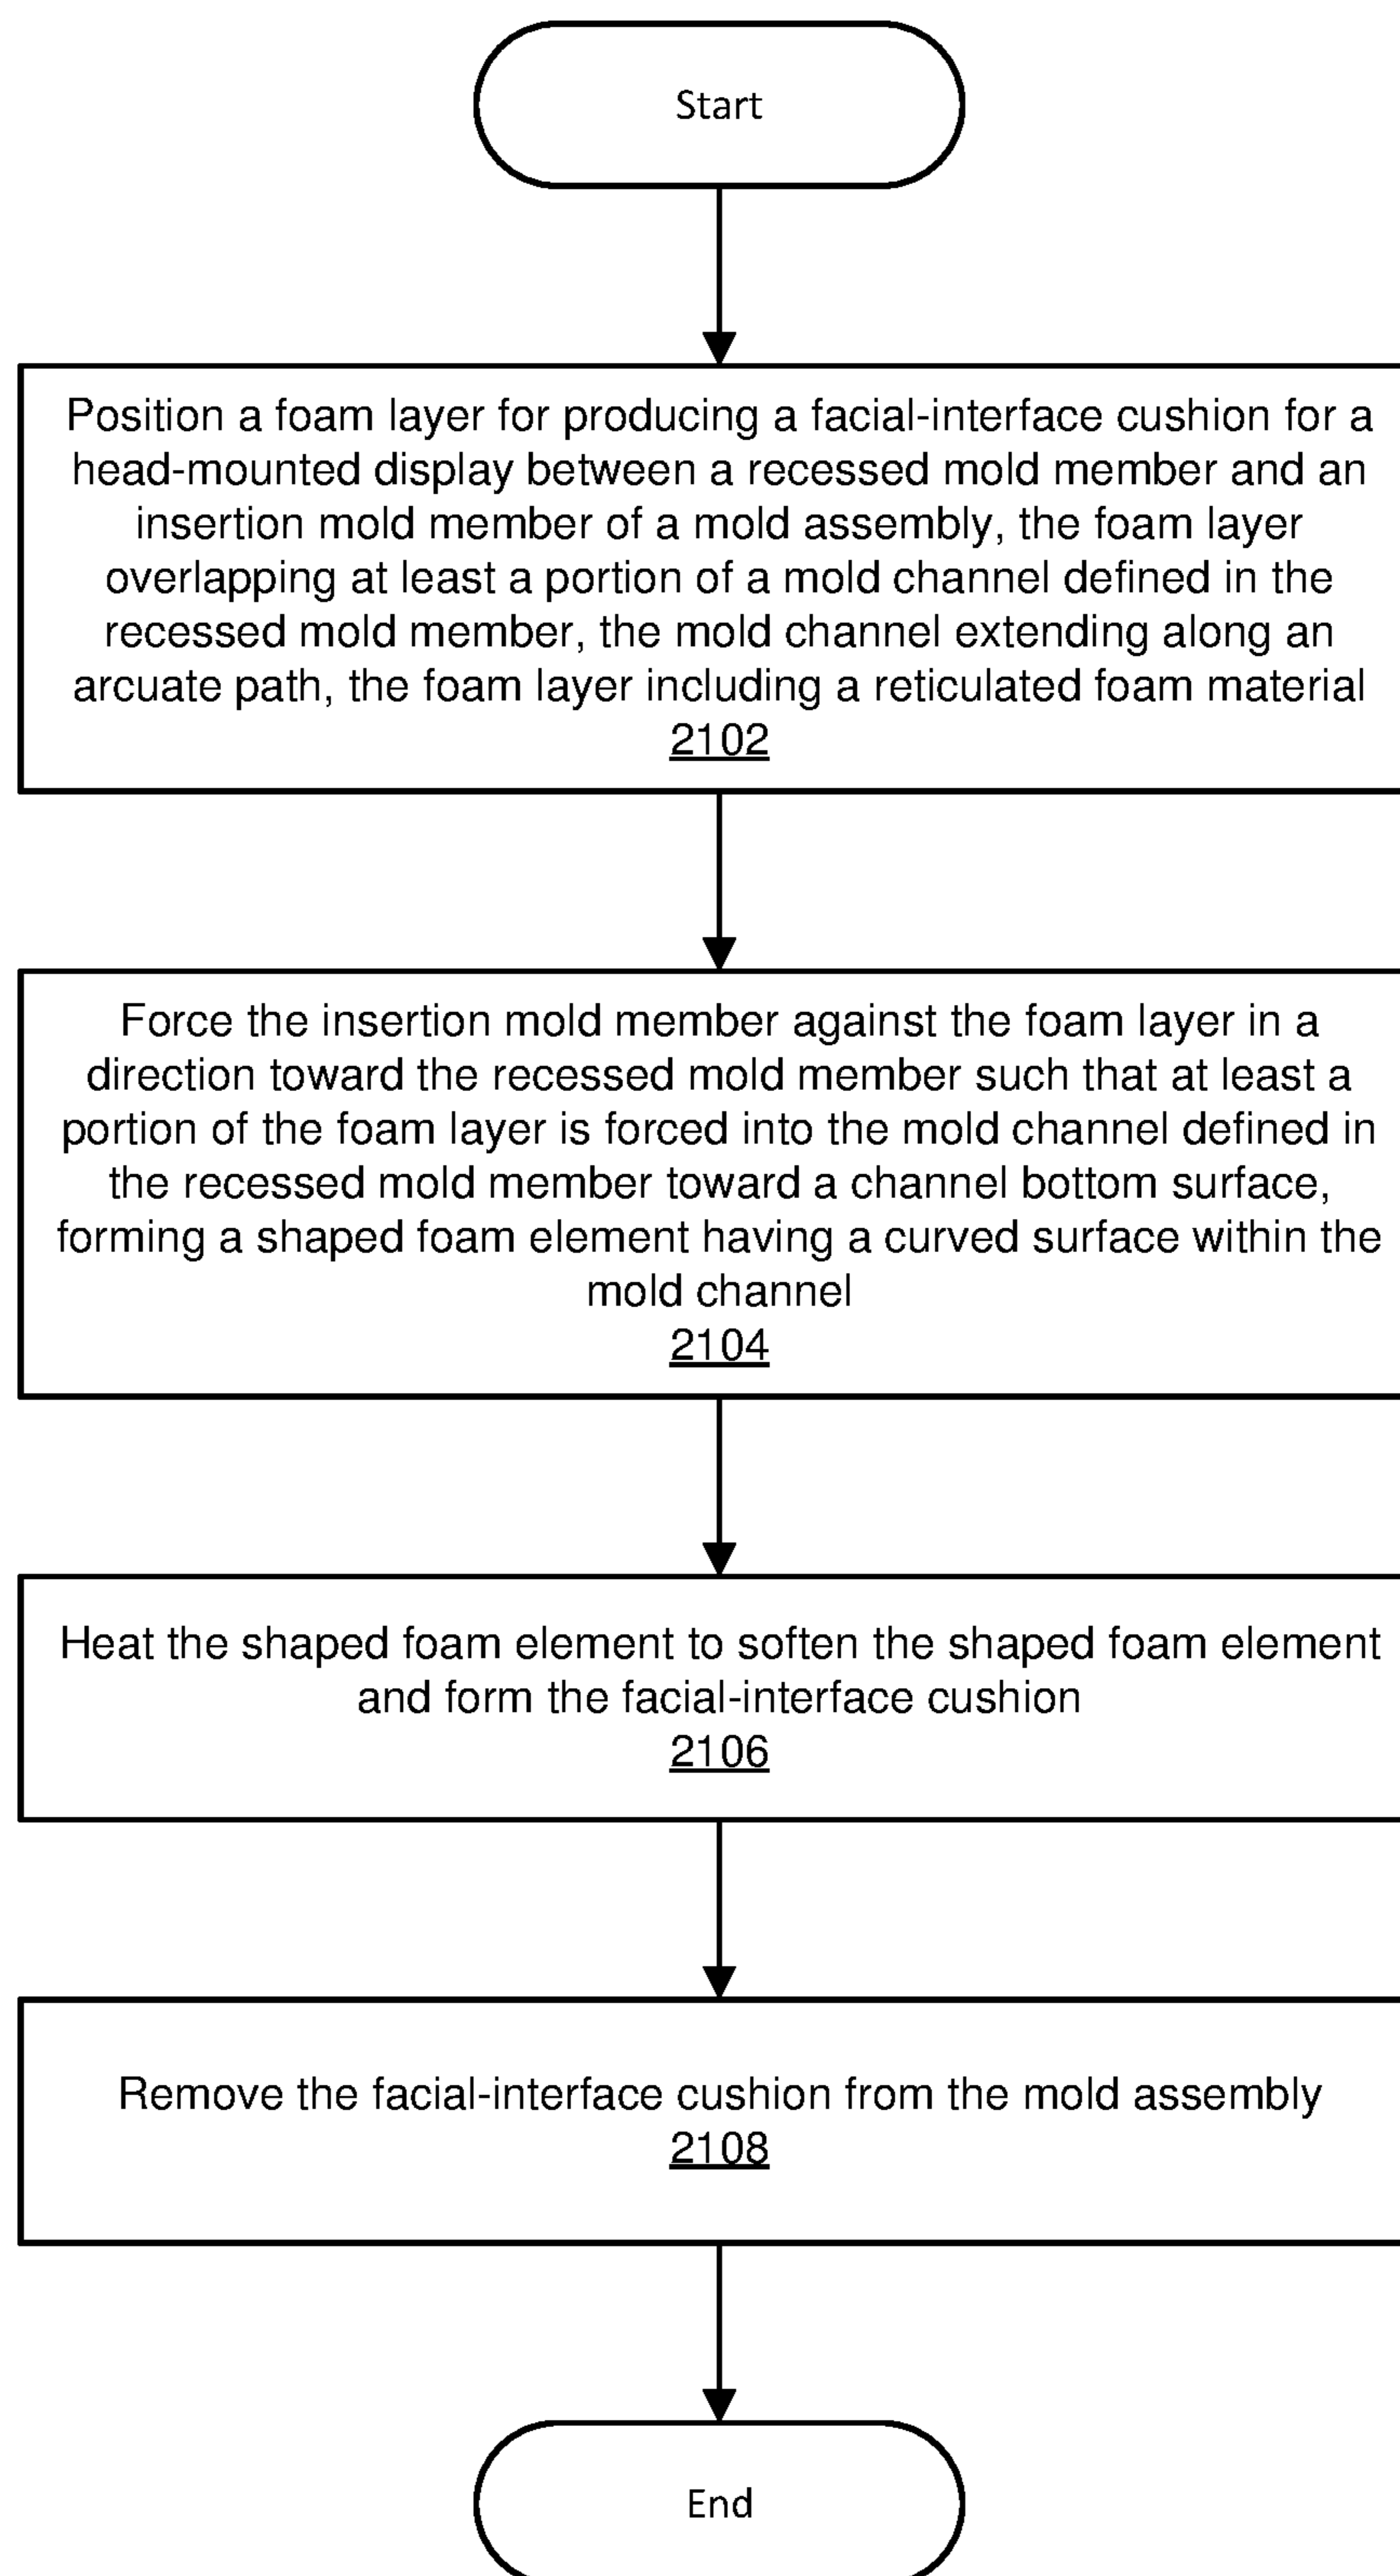 Start
Position a foam layer for producing a facial-interface cushion for a
head-mounted display between a recessed mold member and an
insertion mold member of a mold assembly, the foam layer
overlapping at least a portion of a mold channel defined in the
recessed mold member, the mold channel extending along an
arcuate path, the foam layer including a reticulated foam material
2102
Force the insertion mold member against the foam layer in a
direction toward the recessed mold member such that at least a
portion of the foam layer is forced into the mold channel defined in
the recessed mold member toward a channel bottom surface,
forming a shaped foam element having a curved surface within the
mold channel
2104
Heat the shaped foam element to soften the shaped foam element
and form the facial-interface cushion
2106
Remove the facial-interface cushion from the mold assembly
2108
End